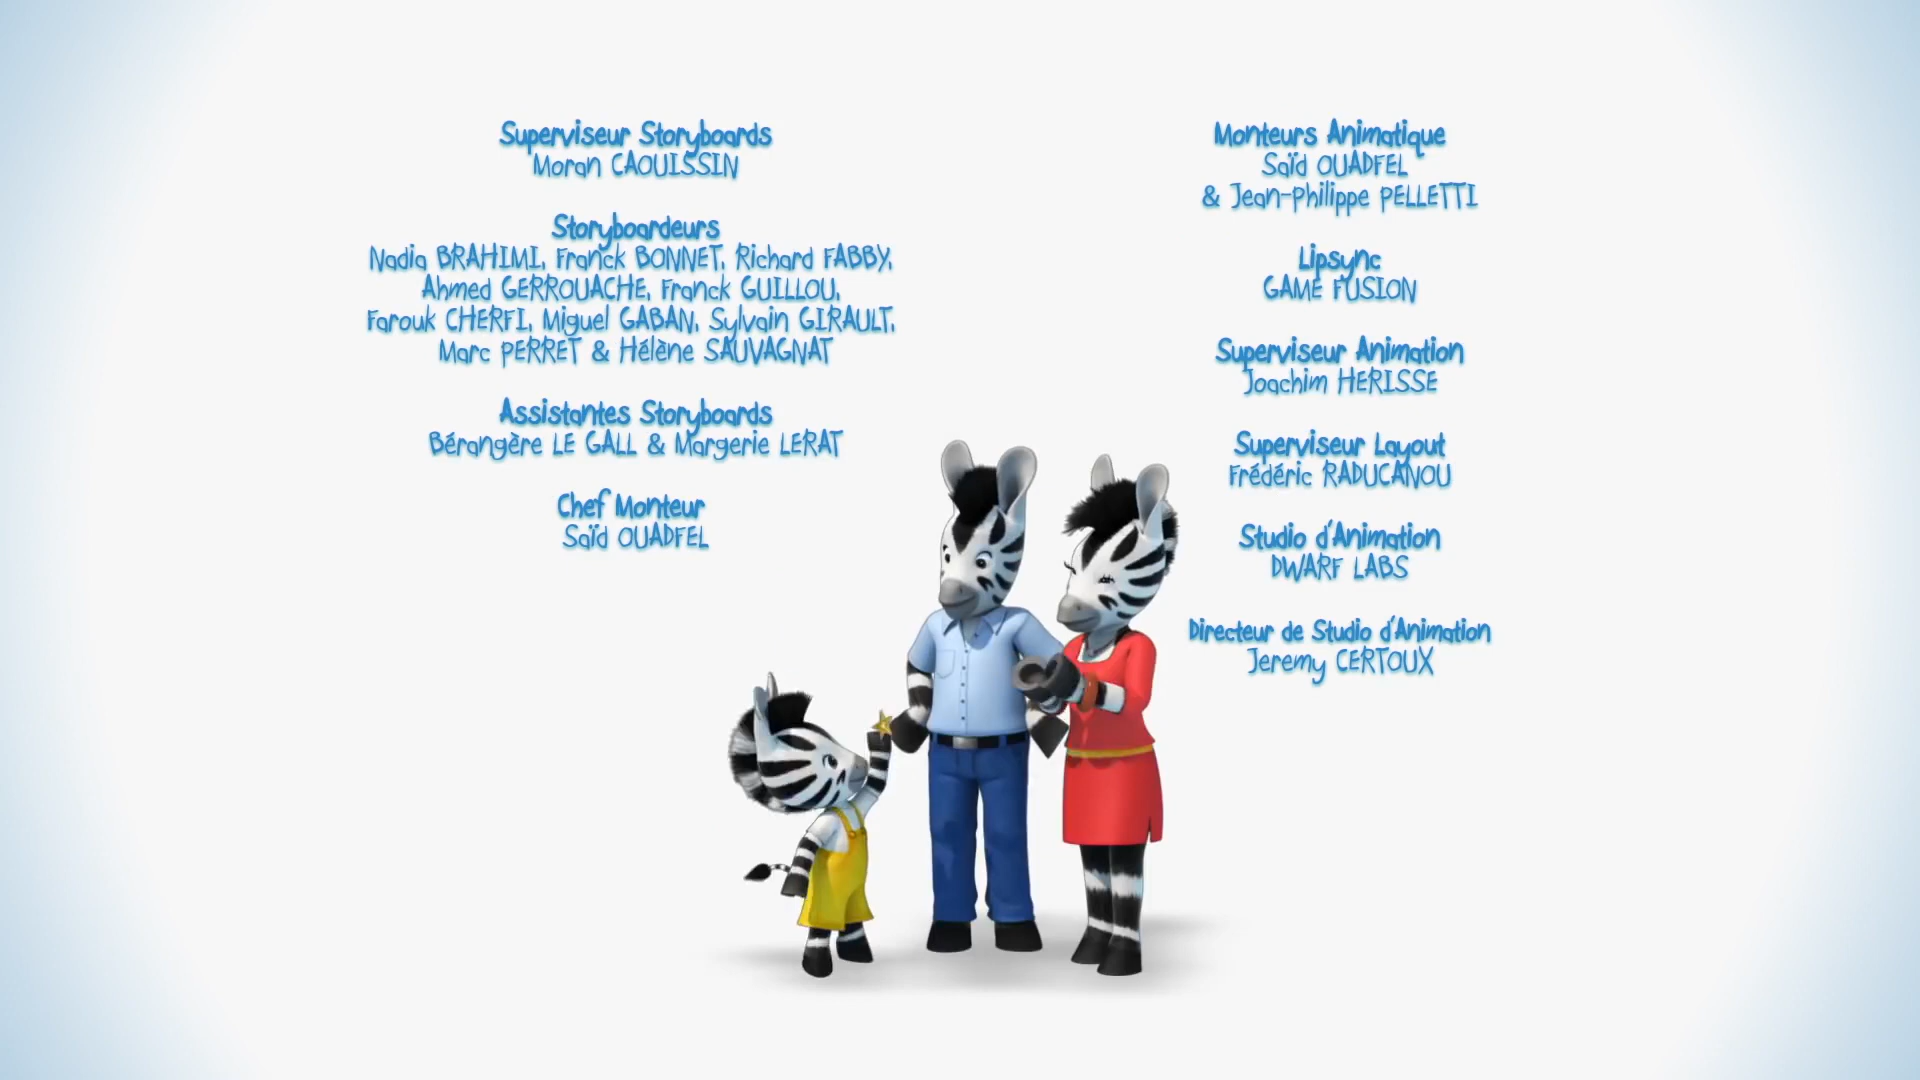 Superviseur Storyboards
Moran CAOUISSIN
Storyboardeurs
Nadia BRAHIMI, Franck BONNET, Richard FABBY,
Ahmed GERROUACHE, Franck GUILLOU,
Farouk CHERFI, Miguel GABAN, Sylvain GIRAULT,
Marc PERRET & Hélène SAUVAGNAT
Assistantes Storyboards
Bérangère LE GALL & Margerie LERAT
Chef Monteur
Saïd OUADFEL
Monteurs Animatique
Saïd OUADFEL
& Jean-Philippe PELLETTI
Lipsync
GAME FUSION
Superviseur Animation
Joachim HERISSE
Superviseur Layout
Frédéric RADUCANOU
Studio d'Animation
DWARF LABS
Directeur de Studio d'Animation
Jeremy CERTOUX